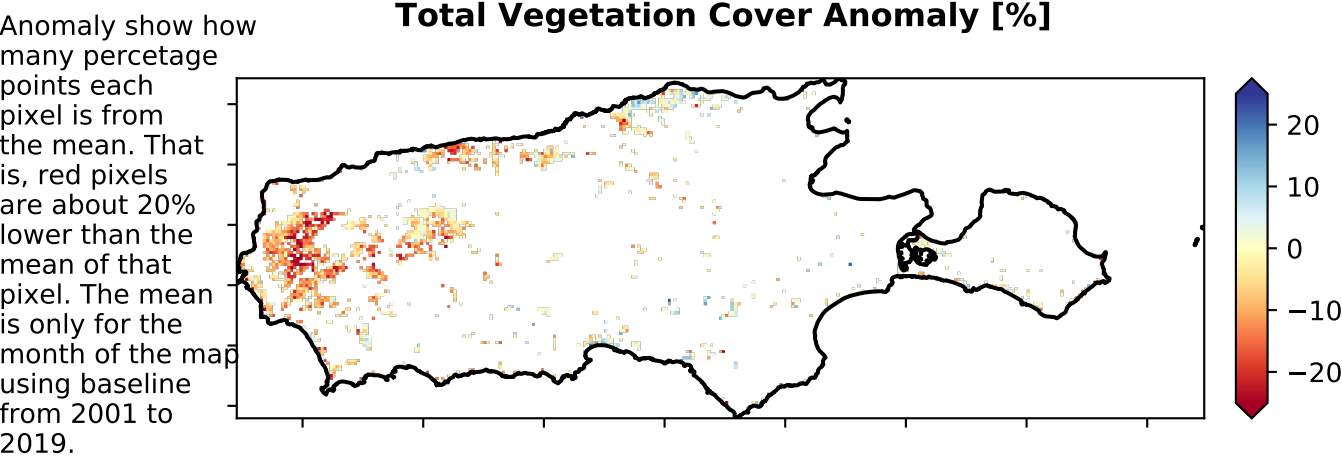 Total Vegetation Cover Anomaly [%]
Anomaly show how
many percetage
points each
pixel is from
the mean. That
is, red pixels
are about 20%
lower than the
mean of that
pixel. The mean
is only for the
month of the map
using baseline
from 2001 to
2019.
20
10
0
−10
−20